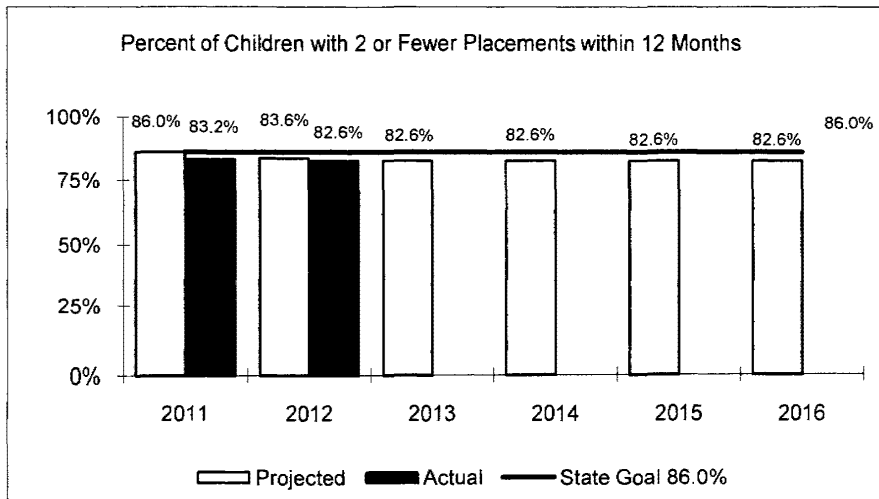 Percent of Children with 2 or Fewer Placements within 12 Months
100%
75%
50%
25%
0%
86.0% 83.2% 83.6% 82.6% 82.6% 82.6% 82.6% 82.6% 86.0%
2011 2012 2013 2014 2015 2016
Projected Actual State Goal 86.0%